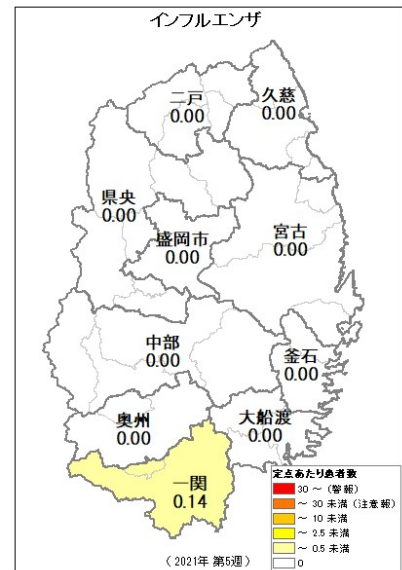 インフルエンザ
二戸
0.00
久慈
0.00
県央
0.00
盛岡市
0.00
宮古
0.00
中部
0.00
釜石
0.00
奥州
0.00
大船渡
0.00
一関
0.14
定点あたり患者数
30 ～ (警報)
～ 30 未満 (注意報)
～ 10 未満
～ 2.5 未満
～ 0.5 未満
0
(2021年 第5週)